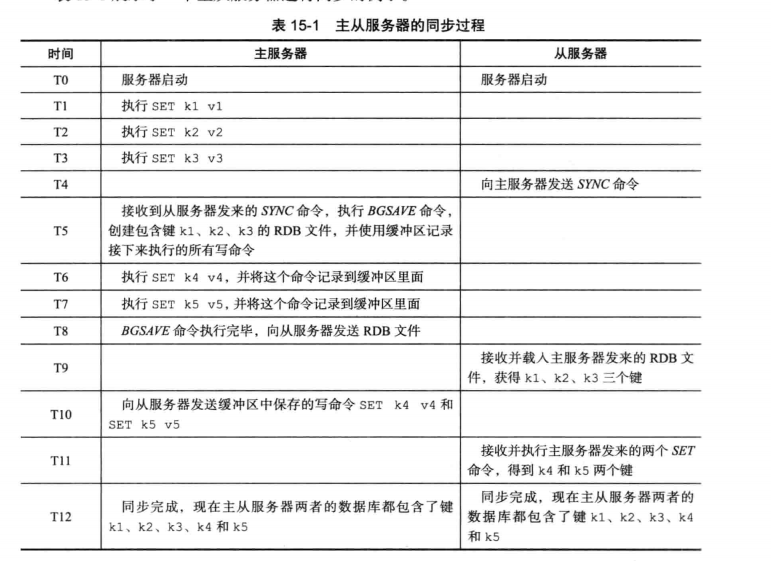 表 15-1 主从服务器的同步过程
时间 主服务器 从服务器
T0 服务器启动 服务器启动
T1 执行 SET k1 v1
T2 执行 SET k2 v2
T3 执行 SET k3 v3
T4 向主服务器发送 SYNC 命令
T5 接收到从服务器发来的 SYNC 命令，执行 BGSAVE 命令，
创建包含键 k1、k2、k3 的 RDB 文件，并使用缓冲区记录
接下来执行的所有写命令
T6 执行 SET k4 v4，并将这个命令记录到缓冲区里面
T7 执行 SET k5 v5，并将这个命令记录到缓冲区里面
T8 BGSAVE 命令执行完毕，向从服务器发送 RDB 文件
T9 接收并载入主服务器发来的 RDB 文
件，获得 k1、k2、k3 三个键
T10 向从服务器发送缓冲区中保存的写命令 SET k4 v4 和
SET k5 v5
T11 接收并执行主服务器发来的两个 SET
命令，得到 k4 和 k5 两个键
T12 同步完成，现在主从服务器两者的数据库都包含了键
k1、k2、k3、k4 和 k5
同步完成，现在主从服务器两者的
数据库都包含了键 k1、k2、k3、k4
和 k5